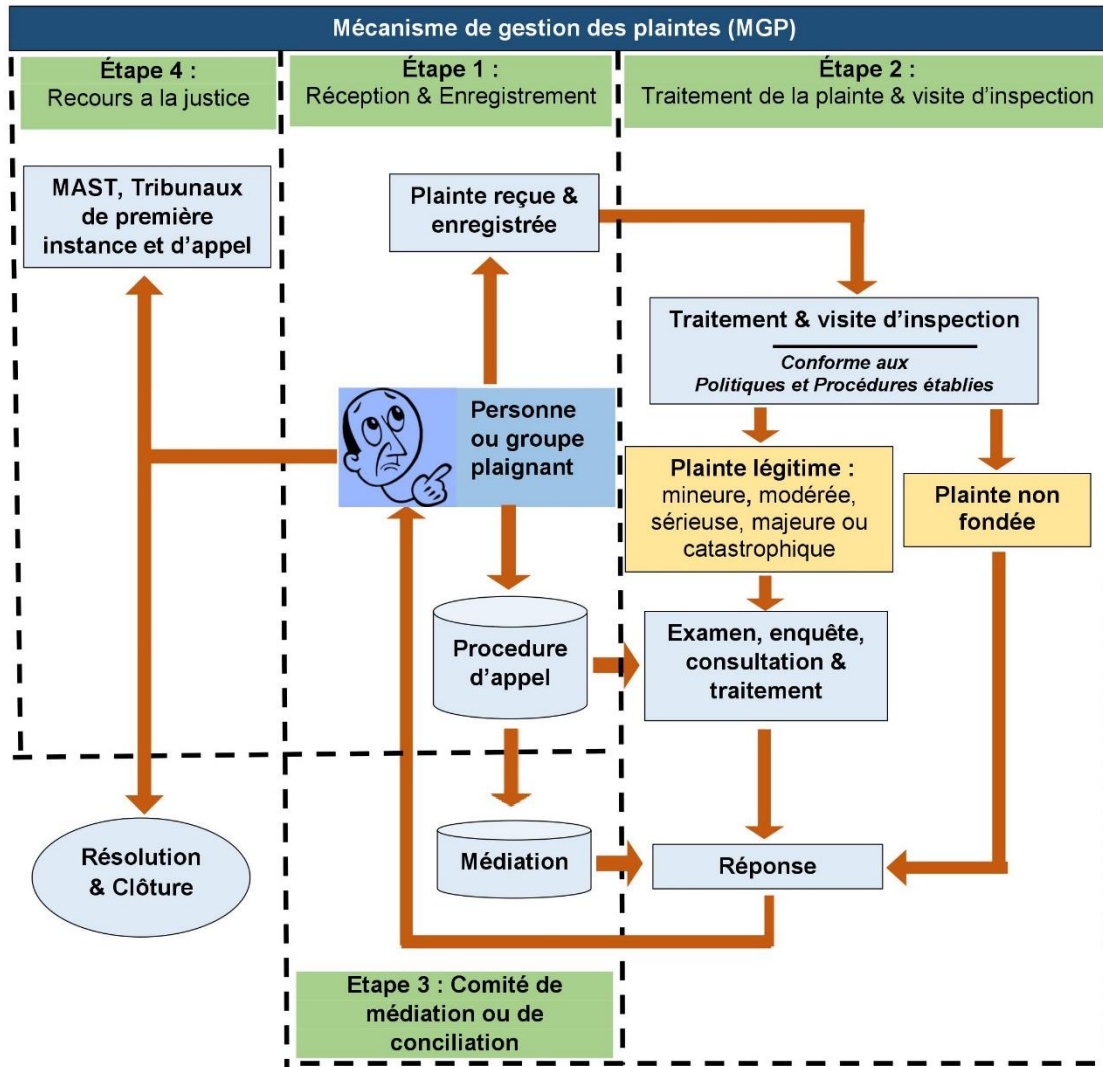 Mécanisme de gestion des plaintes (MGP)
Étape 4 :
Recours a la justice
Étape 1 :
Réception & Enregistrement
Étape 2 :
Traitement de la plainte & visite d’inspection
MAST, Tribunaux
de première
instance et d’appel
Plainte reçue &
enregistrée
Traitement & visite d’inspection
Conforme aux
Politiques et Procédures établies
Personne
ou groupe
plaignant
Plainte légitime :
mineure, modérée,
sérieuse, majeure ou
catastrophique
Plainte non
fondée
Procedure
d’appel
Examen, enquête,
consultation &
traitement
Résolution
& Clôture
Médiation
Réponse
Etape 3 : Comité de
médiation ou de
conciliation